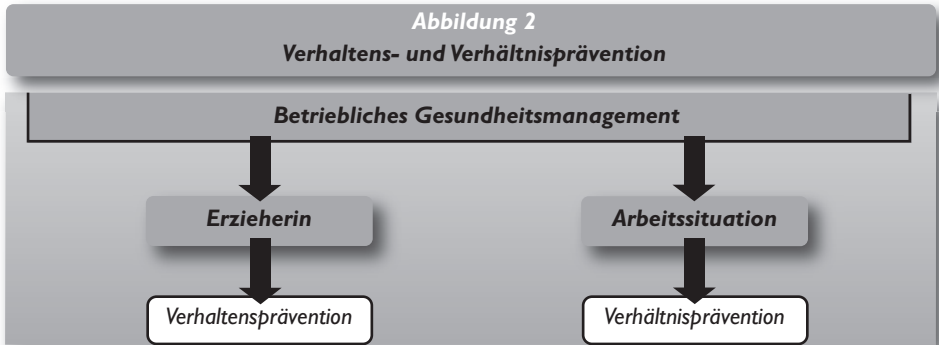 Abbildung 2
Verhaltens- und Verhältnisprävention
Betriebliches Gesundheitsmanagement
Erzieherin
Arbeitssituation
Verhaltensprävention
Verhältnisprävention